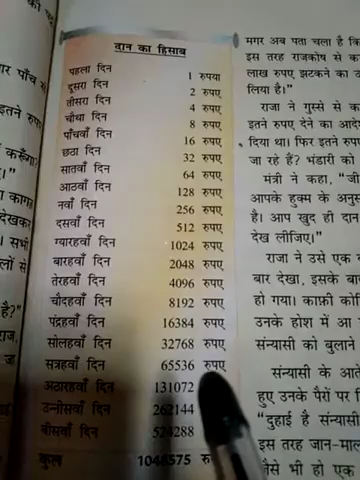 दान का हिसाब
पहला दिन 1 रुपया
दूसरा दिन 2 रुपए
तीसरा दिन 4 रुपए
चौथा दिन 8 रुपए
पाँचवाँ दिन 16 रुपए
छठा दिन 32 रुपए
सातवाँ दिन 64 रुपए
आठवाँ दिन 128 रुपए
नवाँ दिन 256 रुपए
दसवाँ दिन 512 रुपए
ग्यारहवाँ दिन 1024 रुपए
बारहवाँ दिन 2048 रुपए
तेरहवाँ दिन 4096 रुपए
चौदहवाँ दिन 8192 रुपए
पंद्रहवाँ दिन 16384 रुपए
सोलहवाँ दिन 32768 रुपए
सत्रहवाँ दिन 65536 रुपए
अठारहवाँ दिन 131072
उन्नीसवाँ दिन 262144
बीसवाँ दिन 524288
कुल 1048575
मगर अब पता चला है कि
इस तरह राजकोष से
लाख रुपए झटकने का
लिया है।”
राजा ने गुस्से से
इतने रुपए देने का
दिया था। फिर इतने रुपए
जा रहे हैं? भंडारी को
मंत्री ने कहा, “जी
आपके हुक्म के
है। आप खुद ही दान
देख लीजिए।”
राजा ने उसे एक
बार देखा, इसके बाद
हो गया। काफ़ी
उनके होश में आ
संन्यासी को बुलाने
संन्यासी के आते
हुए उनके पैरों पर
“दुहाई है संन्यासी
इस तरह
भी हो एक